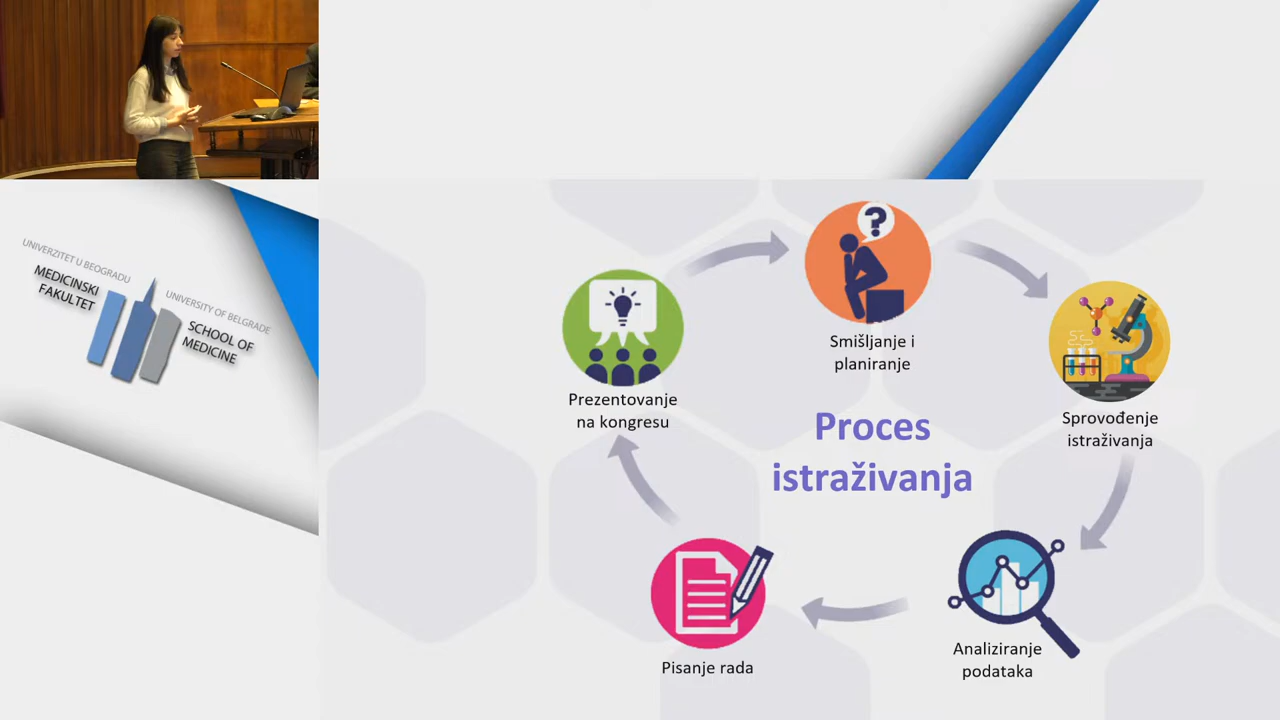 UNIVERZITET U BEOGRADU
MEDICINSKI
FAKULTET
UNIVERSITY OF BELGRADE
SCHOOL OF
MEDICINE
?
Smišljanje i
planiranje
Prezentovanje
na kongresu
Sprovođenje
istraživanja
Proces
istraživanja
Pisanje rada
Analiziranje
podataka